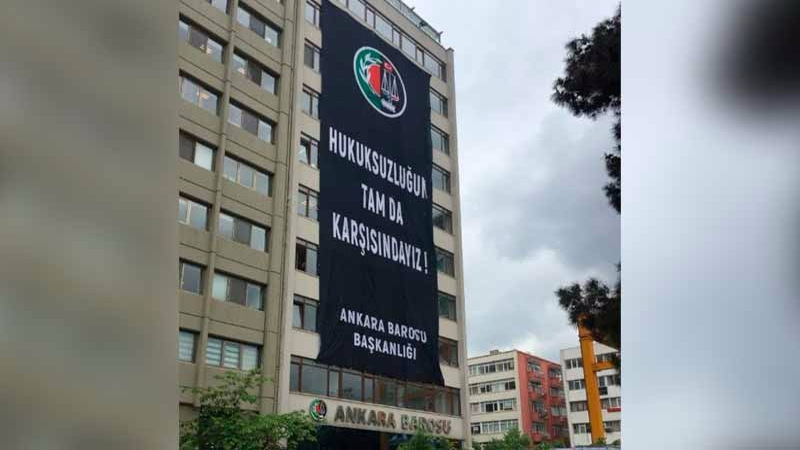 HUKUKSUZLUĞUN
TAM DA
KARŞISINDAYIZ!
ANKARA BAROSU
BAŞKANLIĞI
ANKARA BAROSU